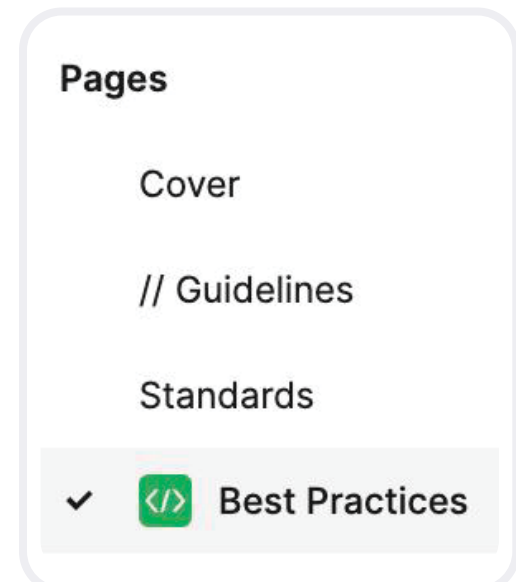 Pages
Cover
// Guidelines
Standards
</> Best Practices